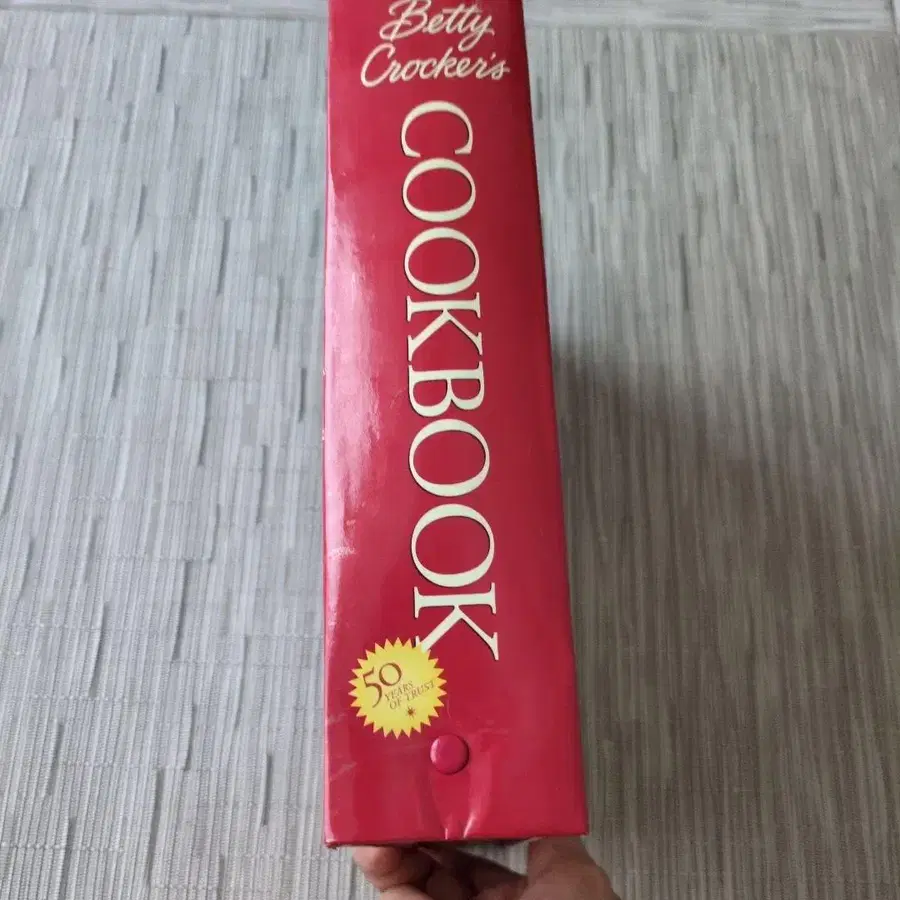 Betty
Crocker's
COOKBOOK
50
YEARS
OF TRUST